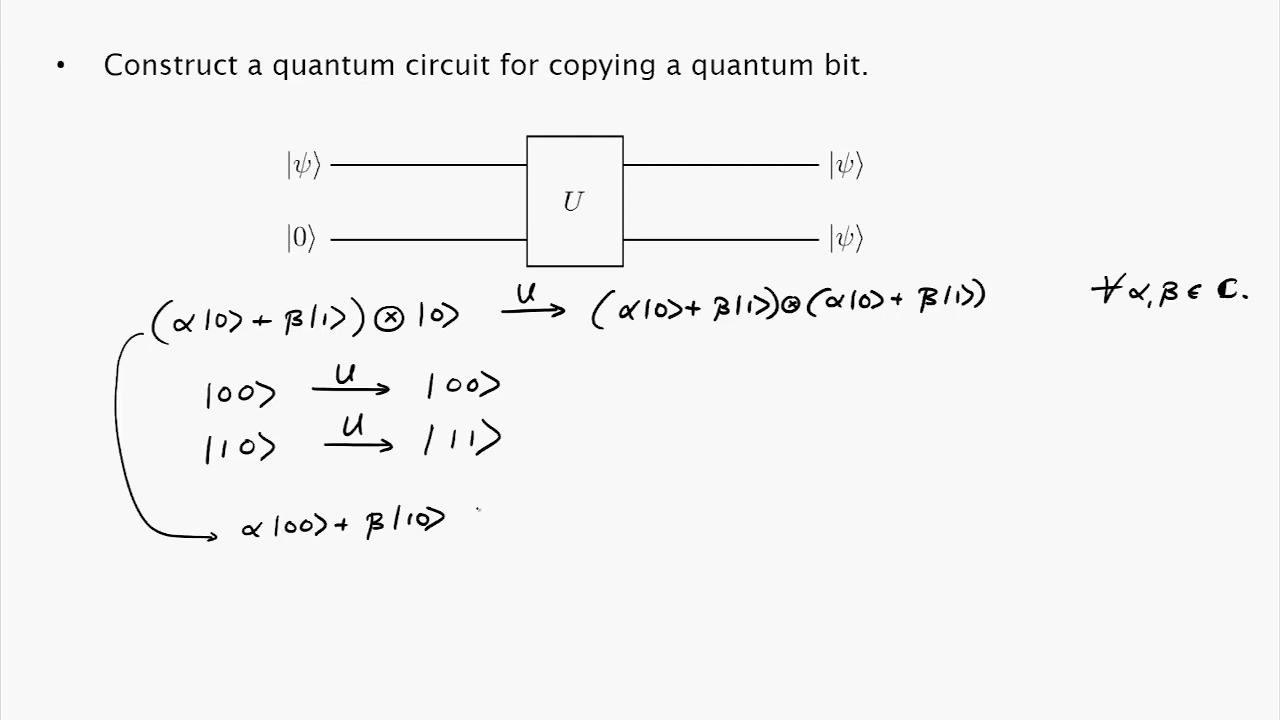 • Construct a quantum circuit for copying a quantum bit.
|ψ⟩ U |ψ⟩
|0⟩ |ψ⟩
(α|0⟩ + β|1⟩) ⊗ |0⟩ U→ (α|0⟩ + β|1⟩) ⊗ (α|0⟩ + β|1⟩) ∀ α, β ∈ ℂ.
|00⟩ U→ |00⟩
|10⟩ U→ |11⟩
→ α|00⟩ + β|10⟩